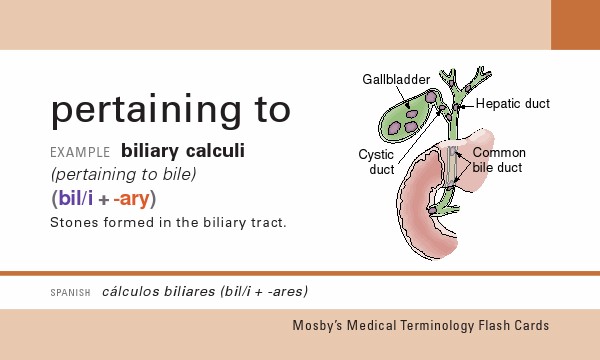 pertaining to
EXAMPLE biliary calculi
(pertaining to bile)
(bil/i + -ary)
Stones formed in the biliary tract.
Gallbladder
Hepatic duct
Cystic
duct
Common
bile duct
SPANISH cálculos biliares (bil/i + -ares)
Mosby's Medical Terminology Flash Cards